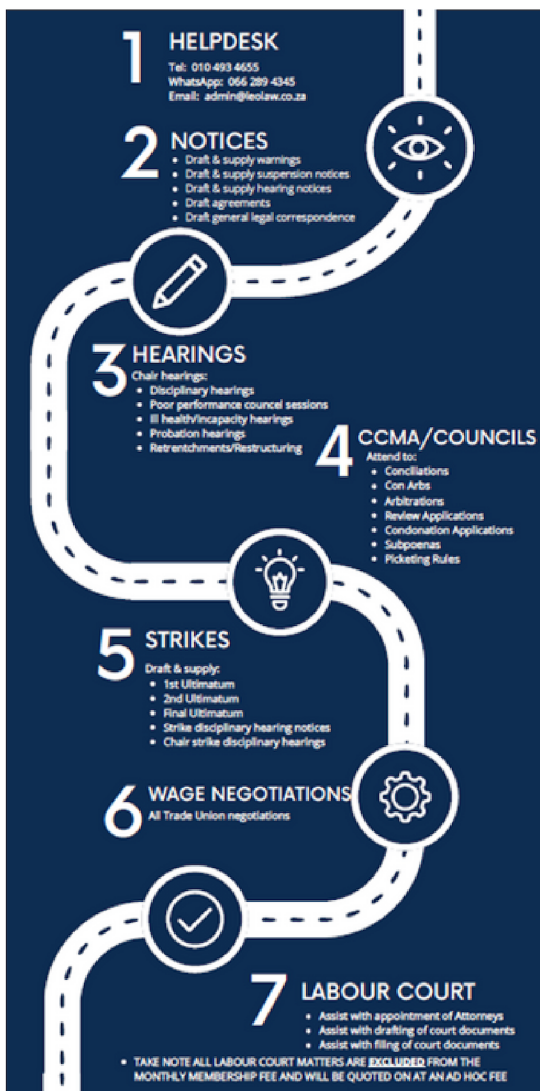 1 HELPDESK
Tel: 010 493 4655
WhatsApp: 066 289 4345
Email: admin@leolaw.co.za
2 NOTICES
• Draft & supply warnings
• Draft & supply suspension notices
• Draft & supply hearing notices
• Draft agreements
• Draft general legal correspondence
3 HEARINGS
Chair hearings:
• Disciplinary hearings
• Poor performance councel sessions
• Ill health/incapacity hearings
• Probation hearings
• Retrentchments/Restructuring
4 CCMA/COUNCILS
Attend to:
• Conciliations
• Con Arbs
• Arbitrations
• Review Applications
• Condonation Applications
• Subpoenas
• Picketing Rules
5 STRIKES
Draft & supply:
• 1st Ultimatum
• 2nd Ultimatum
• Final Ultimatum
• Strike disciplinary hearing notices
• Chair strike disciplinary hearings
6 WAGE NEGOTIATIONS
All Trade Union negotiations
7 LABOUR COURT
• Assist with appointment of Attorneys
• Assist with drafting of court documents
• Assist with filing of court documents
• TAKE NOTE ALL LABOUR COURT MATTERS ARE EXCLUDED FROM THE
MONTHLY MEMBERSHIP FEE AND WILL BE QUOTED ON AT AN AD HOC FEE